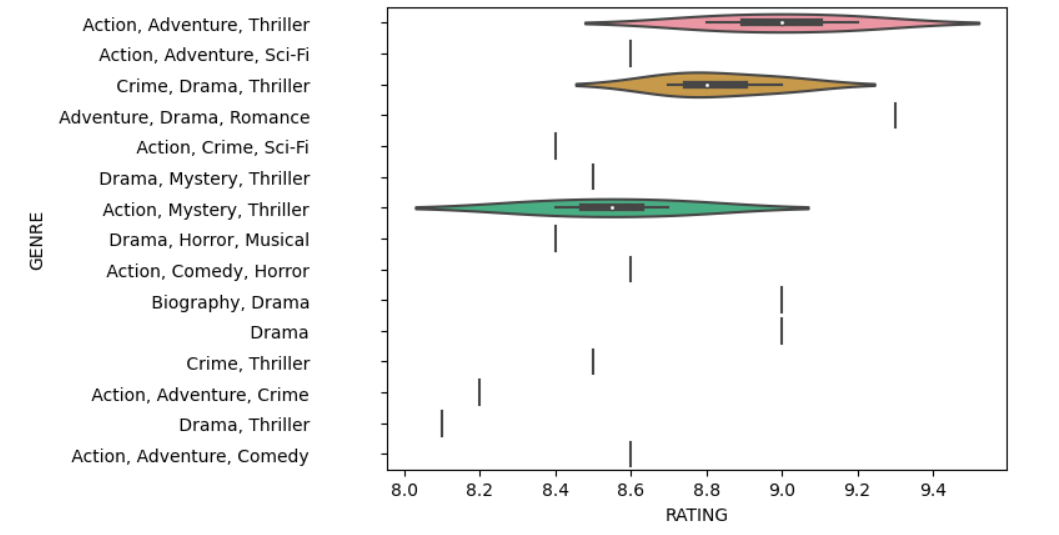 Action, Adventure, Thriller
Action, Adventure, Sci-Fi
Crime, Drama, Thriller
Adventure, Drama, Romance
Action, Crime, Sci-Fi
Drama, Mystery, Thriller
Action, Mystery, Thriller
Drama, Horror, Musical
Action, Comedy, Horror
Biography, Drama
Drama
Crime, Thriller
Action, Adventure, Crime
Drama, Thriller
Action, Adventure, Comedy
GENRE
8.0 8.2 8.4 8.6 8.8 9.0 9.2 9.4
RATING